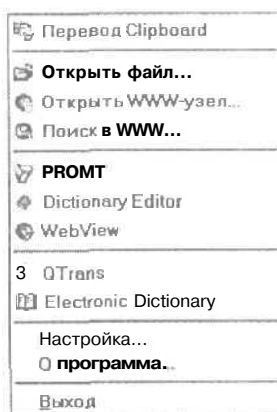 Перевод Clipboard
Открыть файл...
Открыть WWW-узел...
Поиск в WWW...
PROMT
Dictionary Editor
WebView
3 QTrans
Electronic Dictionary
Настройка...
О программа...
Выход